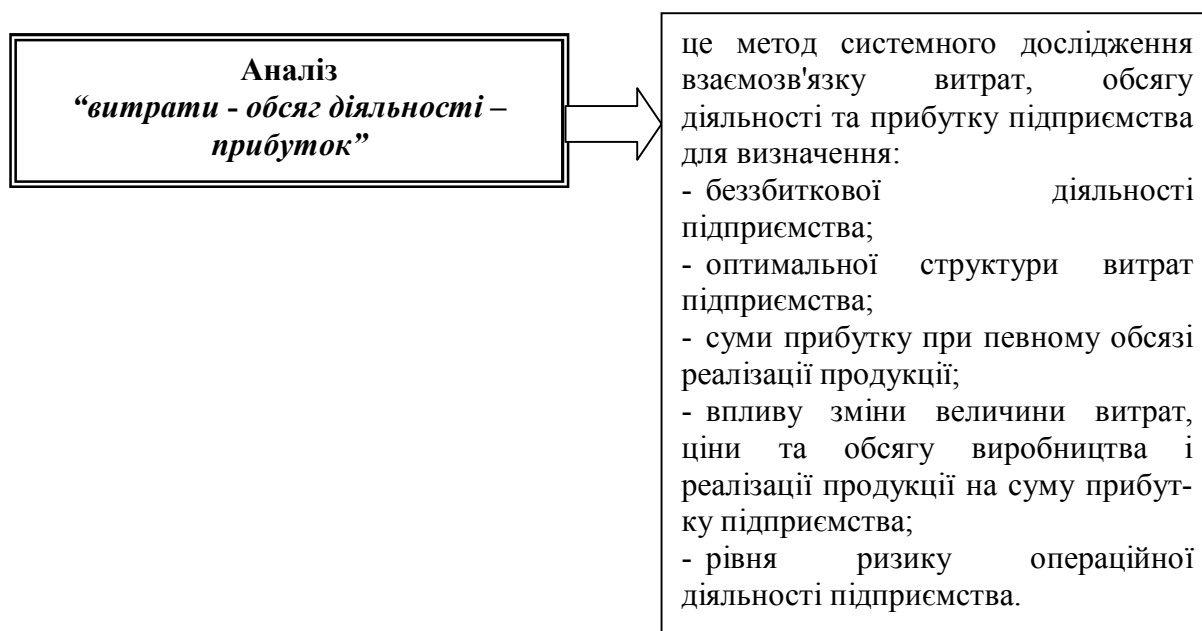 Аналіз
“витрати - обсяг діяльності –
прибуток”
це метод системного дослідження
взаємозв'язку витрат, обсягу
діяльності та прибутку підприємства
для визначення:
- беззбиткової діяльності
підприємства;
- оптимальної структури витрат
підприємства;
- суми прибутку при певному обсязі
реалізації продукції;
- впливу зміни величини витрат,
ціни та обсягу виробництва і
реалізації продукції на суму прибут-
ку підприємства;
- рівня ризику операційної
діяльності підприємства.